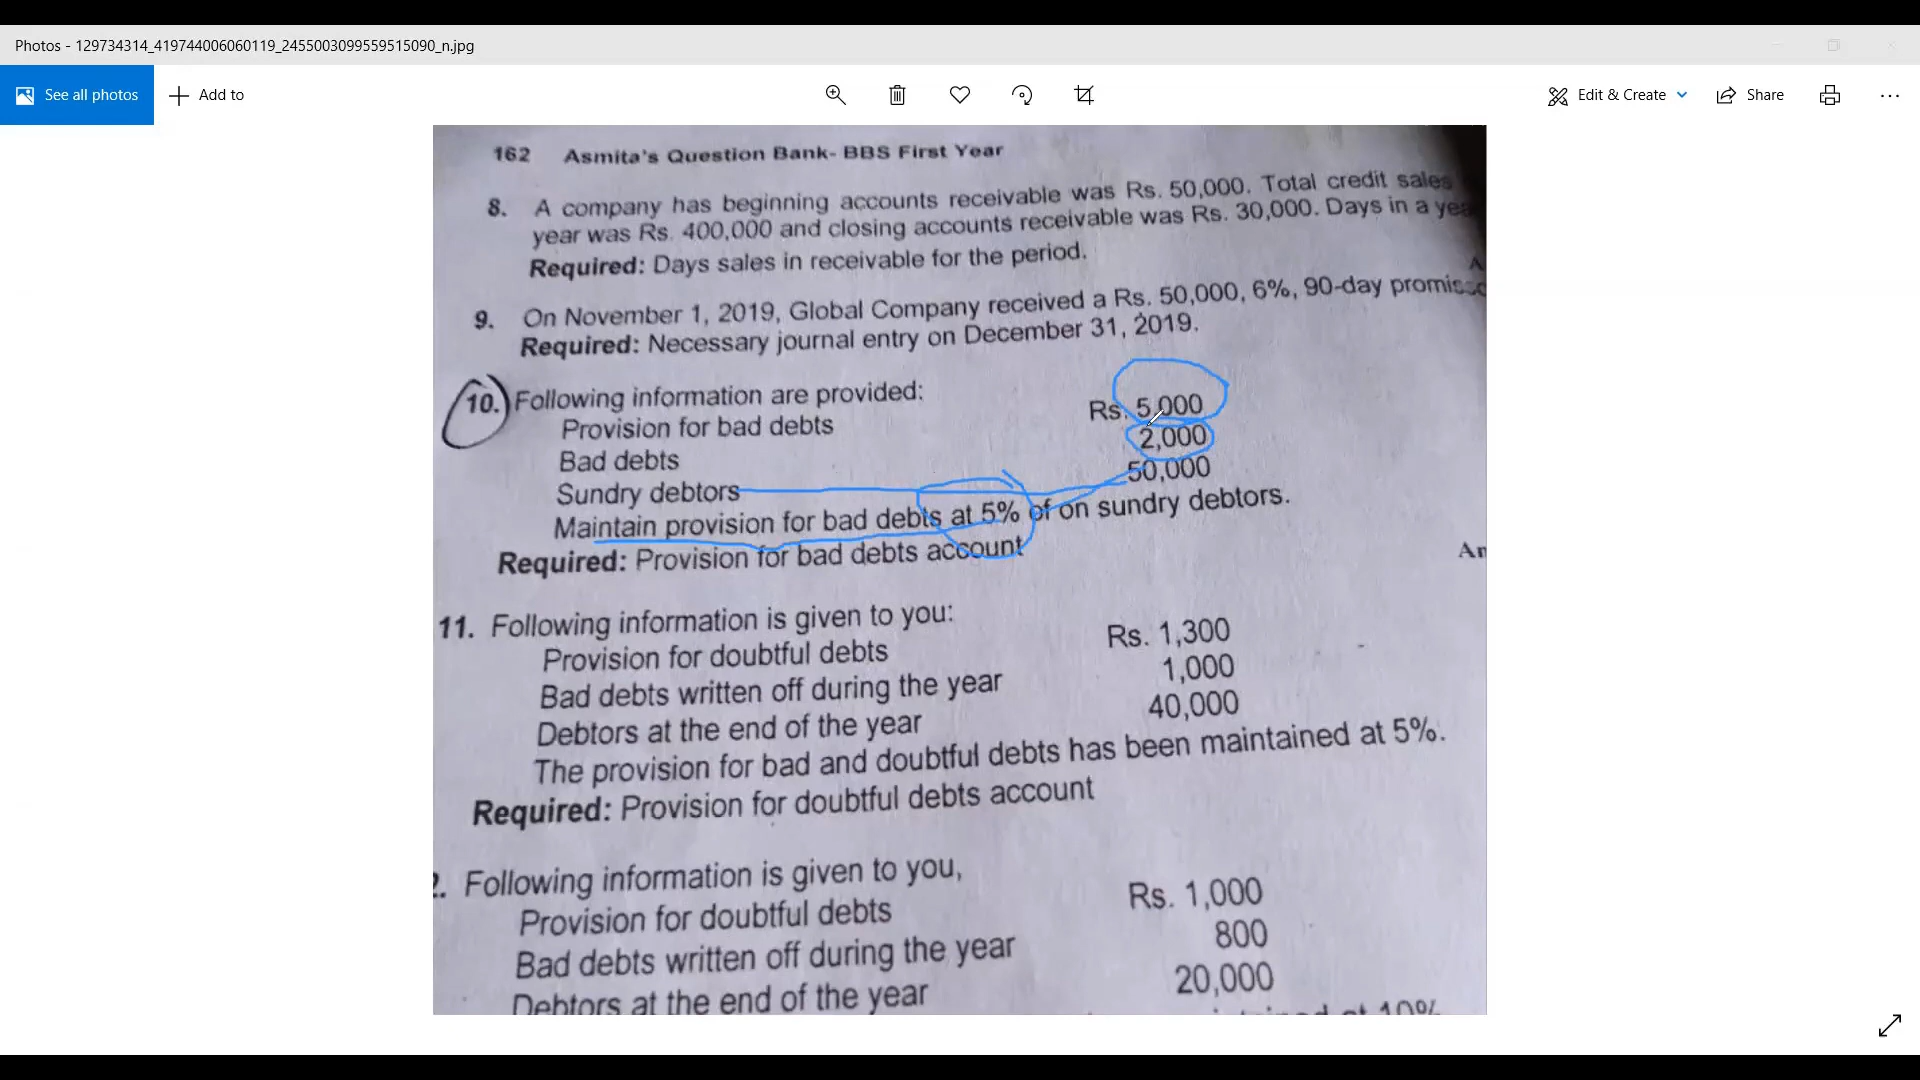 Photos - 129734314_419744006060119_2455003099559515090_n.jpg
See all photos
Add to
Edit & Create
Share
162 Asmita's Question Bank- BBS First Year
8. A company has beginning accounts receivable was Rs. 50,000. Total credit sales
year was Rs. 400,000 and closing accounts receivable was Rs. 30,000. Days in a
Required: Days sales in receivable for the period.
A
9. On November 1, 2019, Global Company received a Rs. 50,000, 6%, 90-day
Required: Necessary journal entry on December 31, 2019.
10. Following information are provided:
Provision for bad debts Rs. 5,000
Bad debts 2,000
Sundry debtors 50,000
Maintain provision for bad debts at 5% of on sundry debtors.
Required: Provision for bad debts account
An
11. Following information is given to you:
Provision for doubtful debts Rs. 1,300
Bad debts written off during the year 1,000
Debtors at the end of the year 40,000
The provision for bad and doubtful debts has been maintained at 5%.
Required: Provision for doubtful debts account
2. Following information is given to you,
Provision for doubtful debts Rs. 1,000
Bad debts written off during the year 800
Debtors at the end of the year 20,000
at 10%